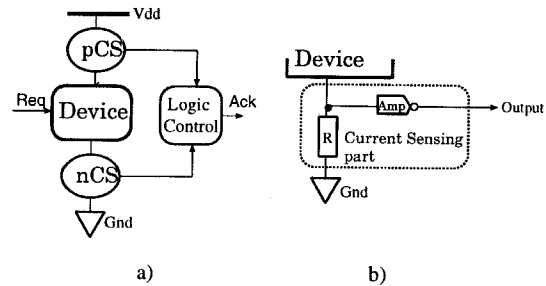 Vdd
pCS
Req
Device
Logic
Control
Ack
nCS
Gnd
a)
Device
Amp
Output
R
Current Sensing
part
Gnd
b)